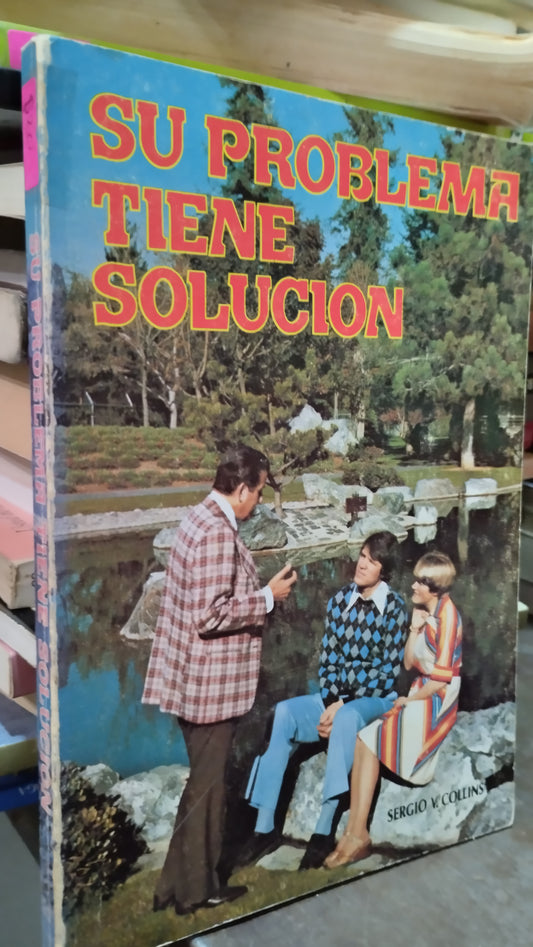 SU PROBLEMA
TIENE
SOLUCION
SERGIO V. COLLINS
SU PROBLEMA TIENE SOLUCION